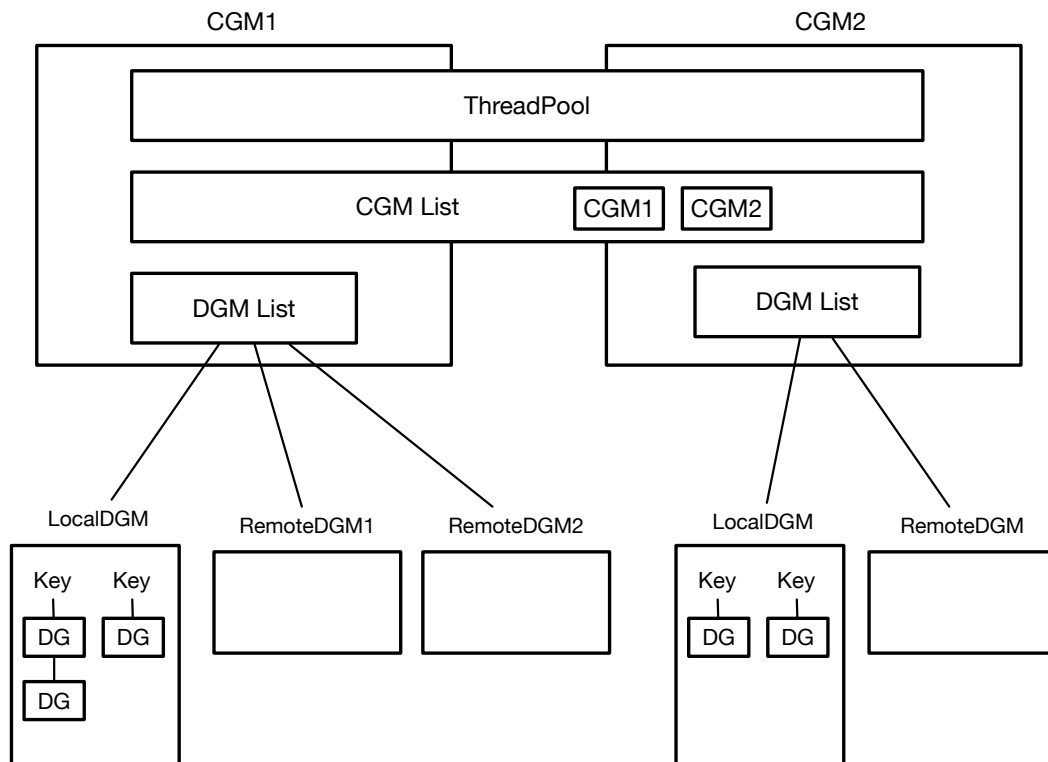 CGM1 CGM2
ThreadPool
CGM List CGM1 CGM2
DGM List DGM List
LocalDGM RemoteDGM1 RemoteDGM2 LocalDGM RemoteDGM
Key Key Key Key
DG DG DG DG
DG